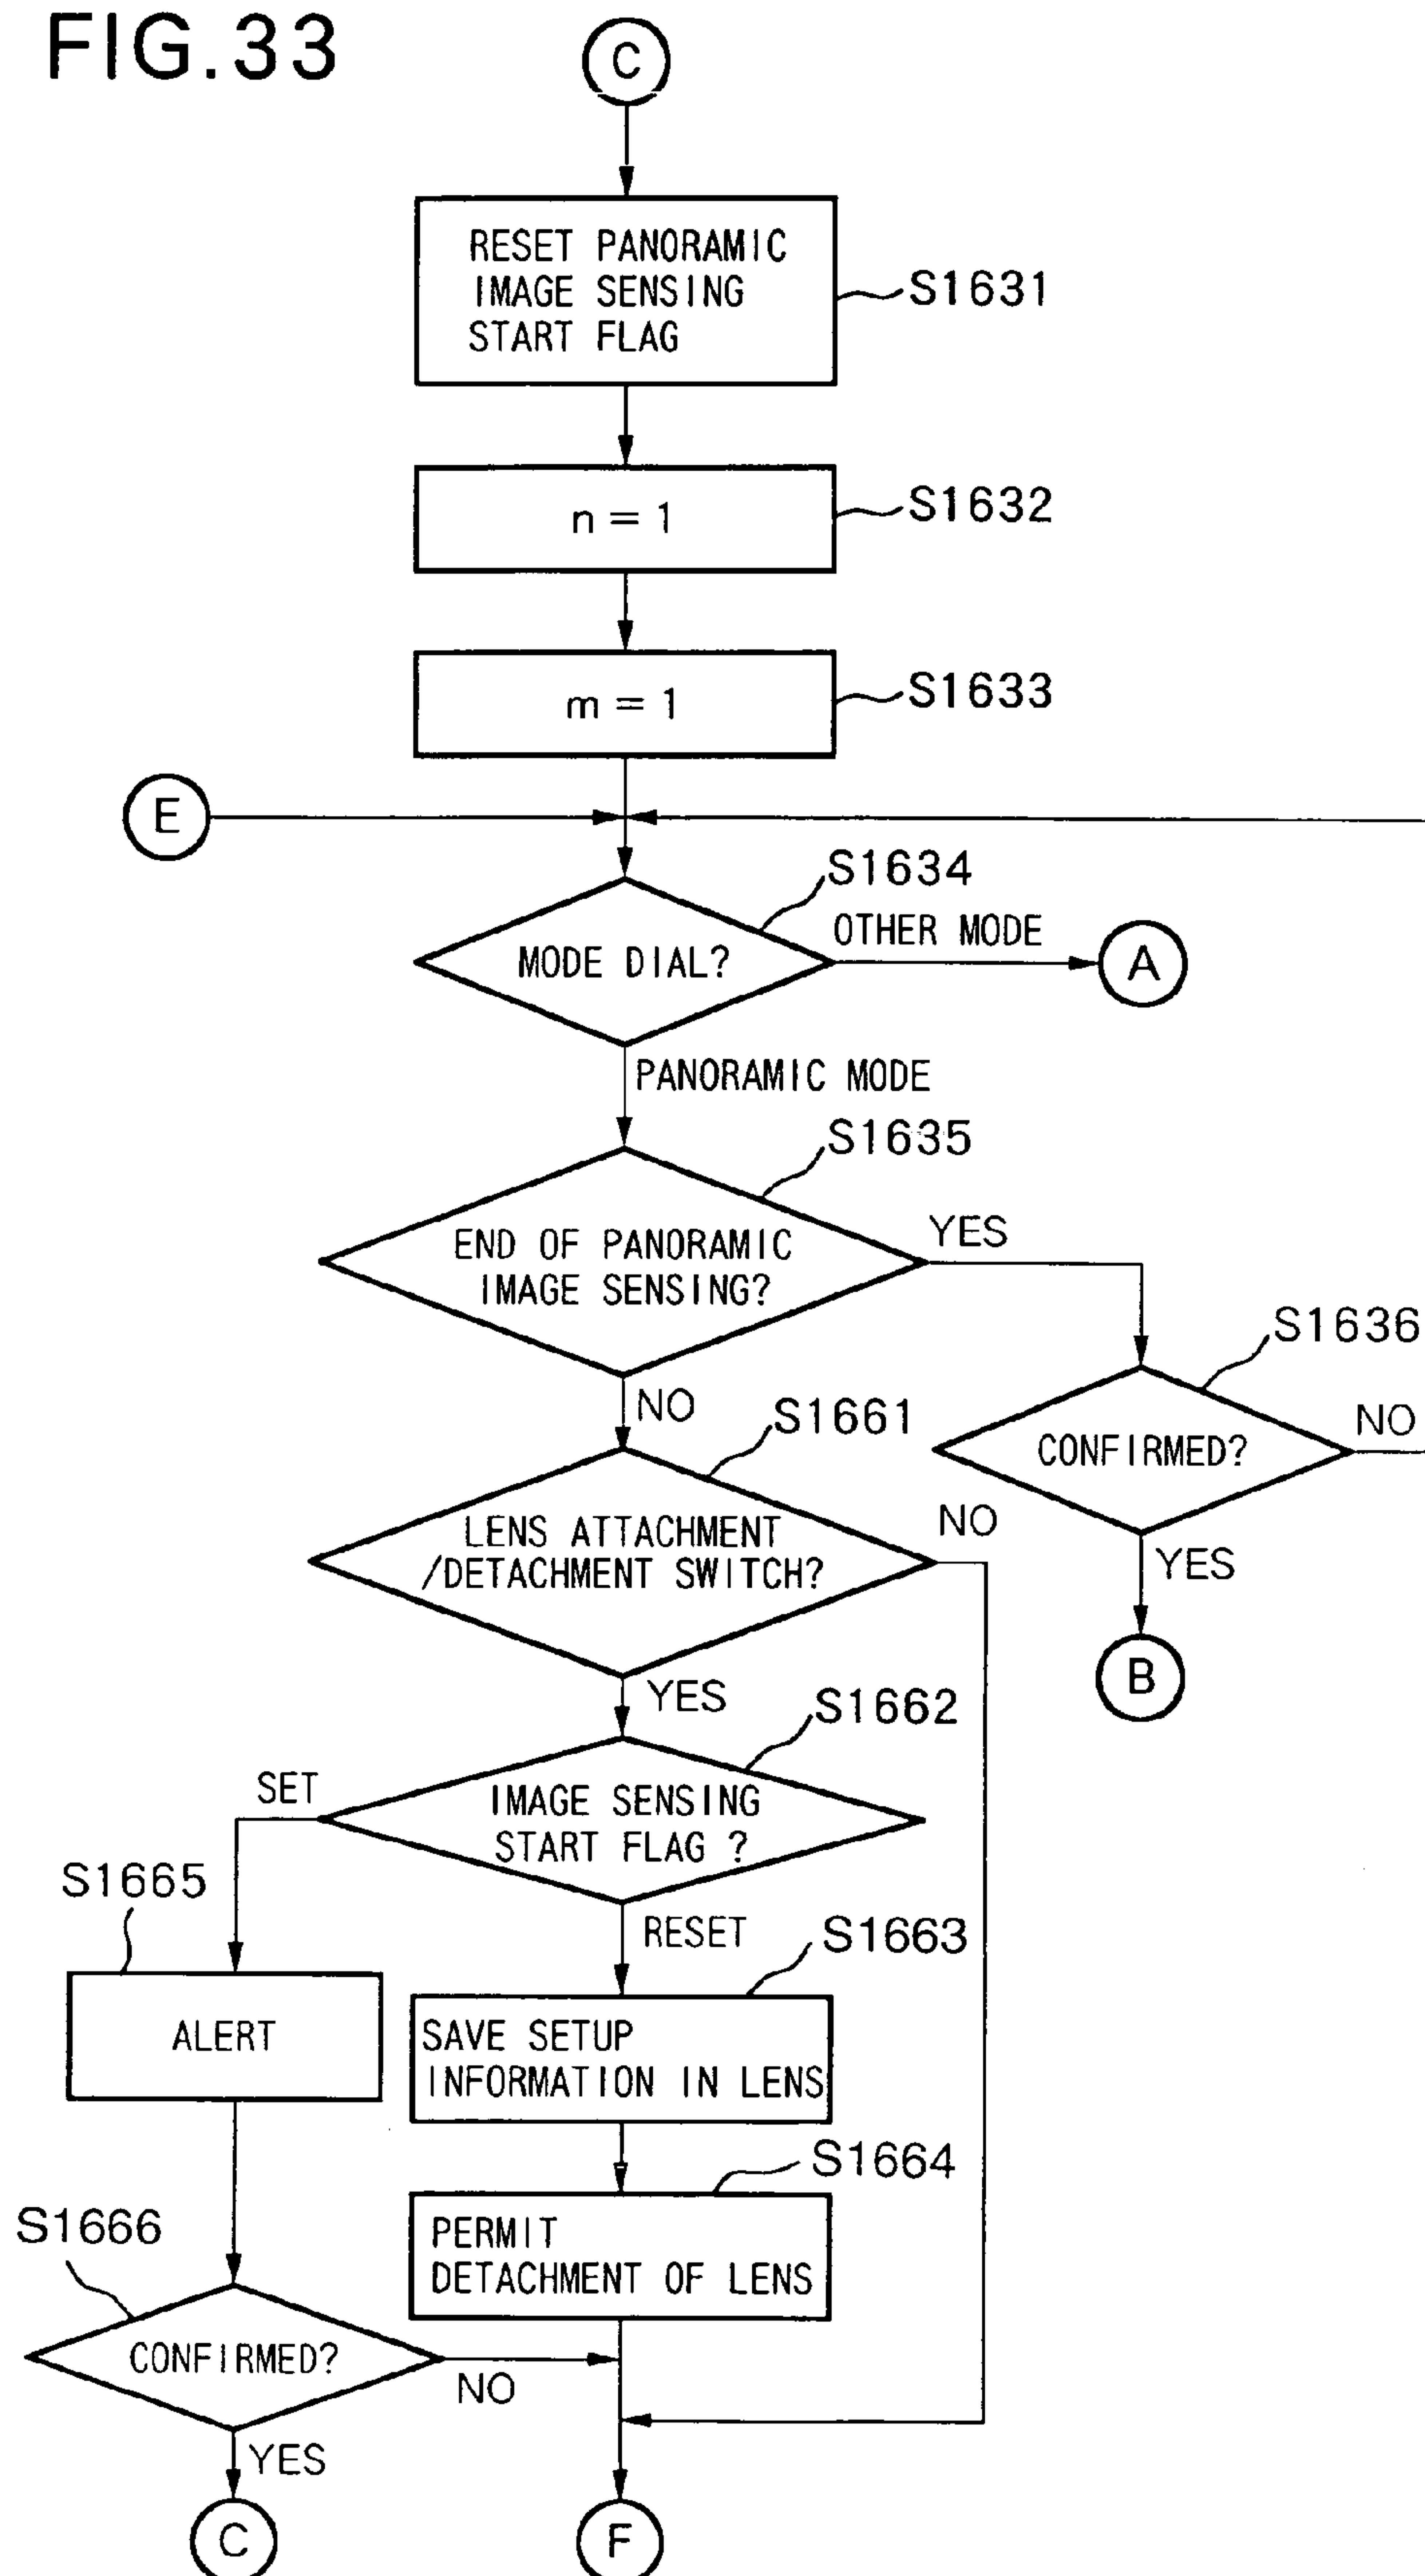 FIG.33
C
RESET PANORAMIC
IMAGE SENSING
START FLAG
S1631
n = 1
S1632
m = 1
S1633
E
S1634
MODE DIAL?
OTHER MODE
A
PANORAMIC MODE
S1635
END OF PANORAMIC
IMAGE SENSING?
YES
S1636
CONFIRMED?
NO
YES
B
NO
S1661
LENS ATTACHMENT
/DETACHMENT SWITCH?
NO
YES
S1662
IMAGE SENSING
START FLAG ?
SET
RESET
S1665
ALERT
S1663
SAVE SETUP
INFORMATION IN LENS
S1664
PERMIT
DETACHMENT OF LENS
S1666
CONFIRMED?
NO
YES
C
F